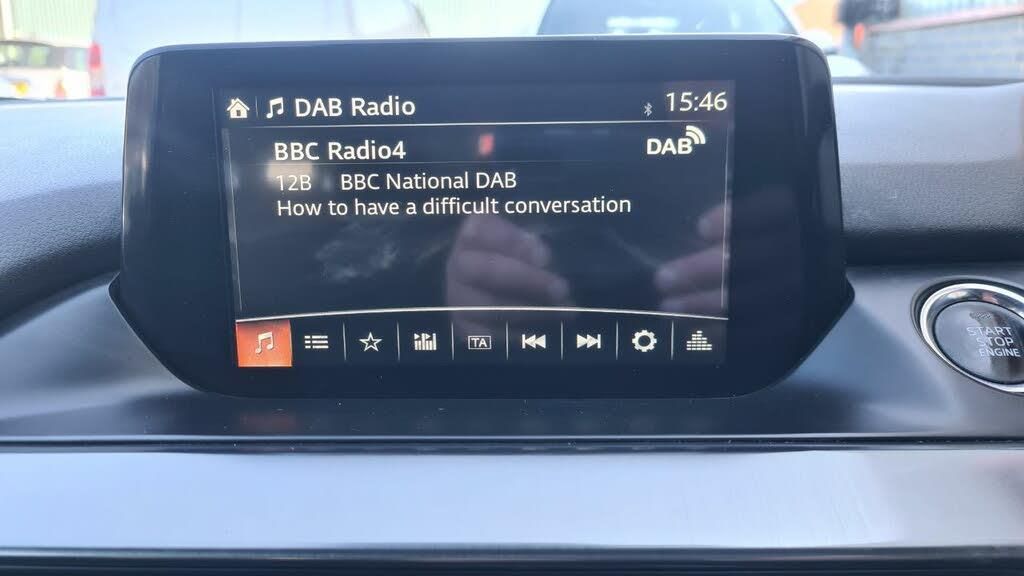 DAB Radio 15:46
BBC Radio4 DAB
12B BBC National DAB
How to have a difficult conversation
TA
START
STOP
ENGINE